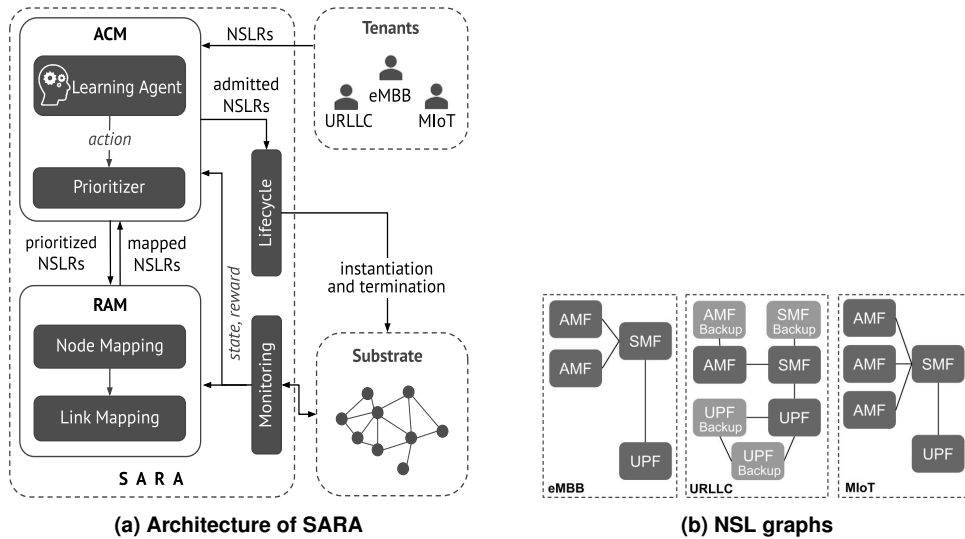 ACM
Learning Agent
action
Prioritizer
NSLRs
Tenants
eMBB
URLLC
MIoT
admitted
NSLRs
Lifecycle
prioritized
NSLRs
mapped
NSLRs
state, reward
instantiation
and termination
RAM
Node Mapping
Link Mapping
Monitoring
Substrate
S A R A
(a) Architecture of SARA
AMF
AMF
SMF
UPF
eMBB
AMF
Backup
SMF
Backup
AMF
SMF
UPF
Backup
UPF
UPF
Backup
URLLC
AMF
AMF
AMF
SMF
UPF
MIoT
(b) NSL graphs